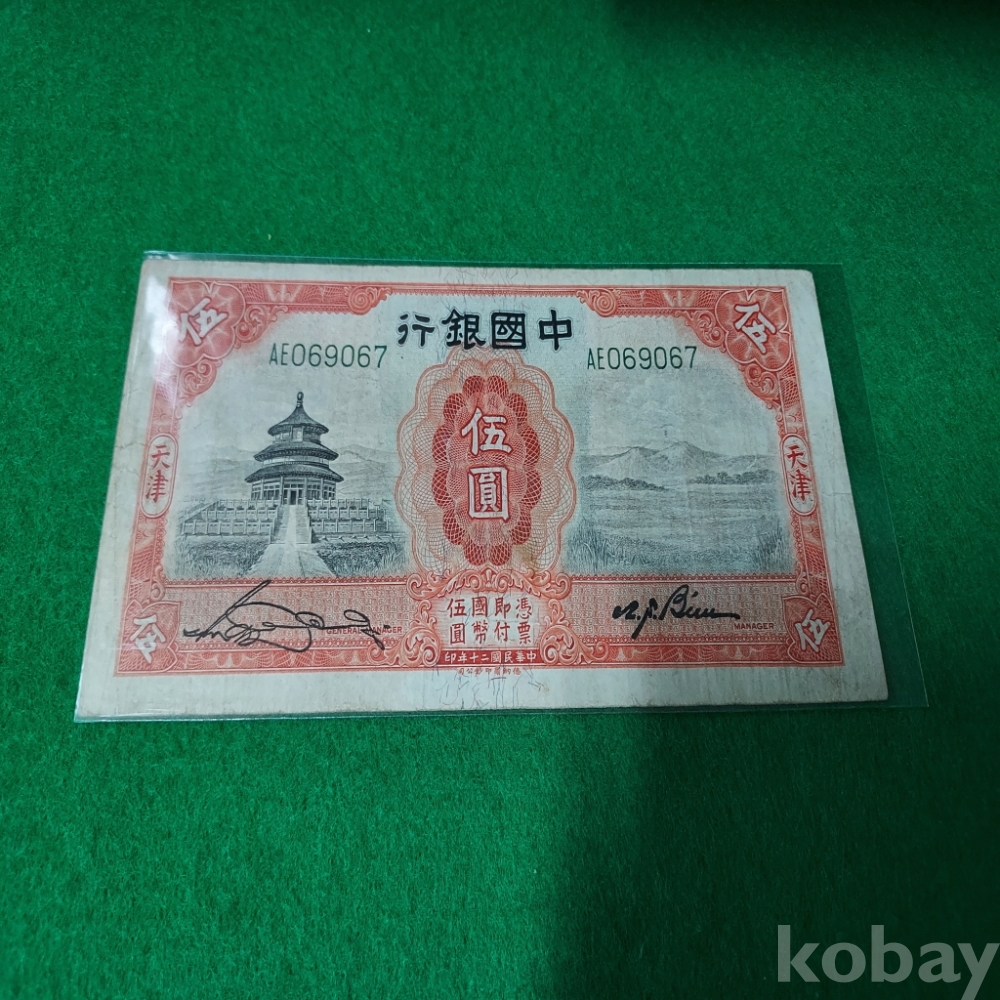 中國銀行
AE069067
AE069067
伍
伍
伍圓
天津
天津
憑票
即付
國幣
伍圓
GENERAL MANAGER
MANAGER
伍
伍
中華民國二十年印
kobay